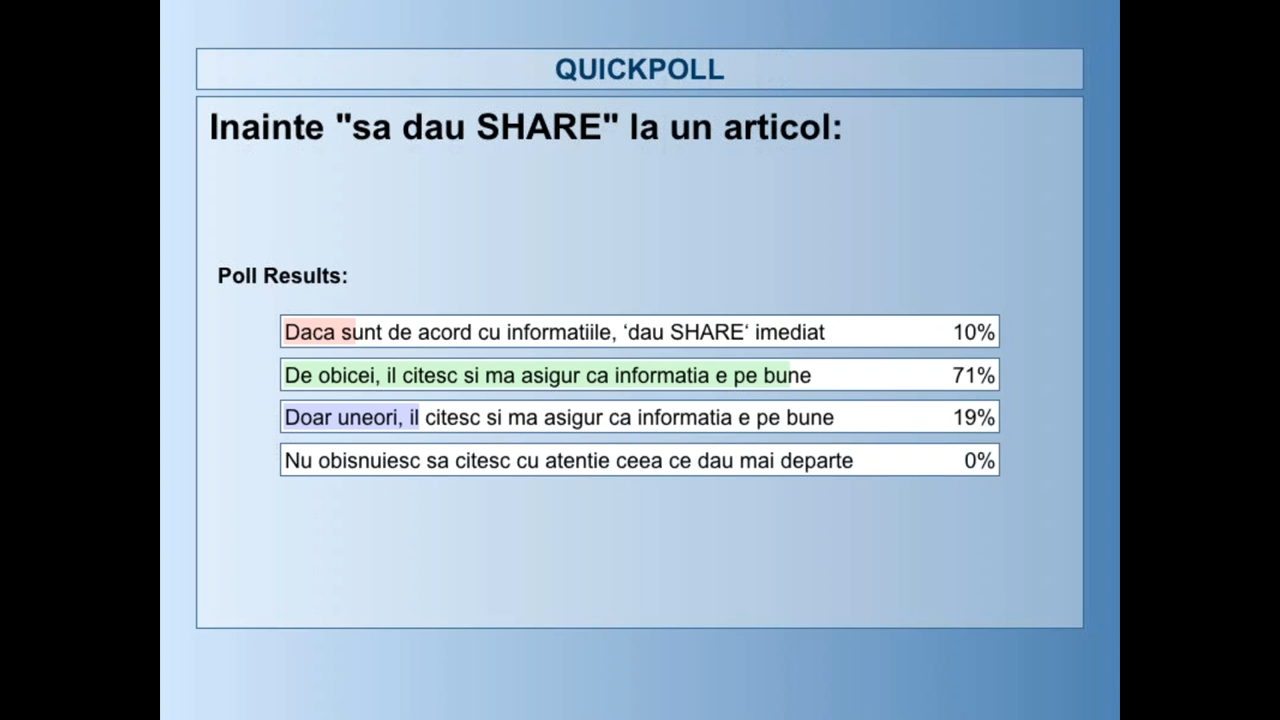 QUICKPOLL
Inainte "sa dau SHARE" la un articol:
Poll Results:
Daca sunt de acord cu informatiile, ‘dau SHARE‘ imediat 10%
De obicei, il citesc si ma asigur ca informatia e pe bune 71%
Doar uneori, il citesc si ma asigur ca informatia e pe bune 19%
Nu obisnuiesc sa citesc cu atentie ceea ce dau mai departe 0%